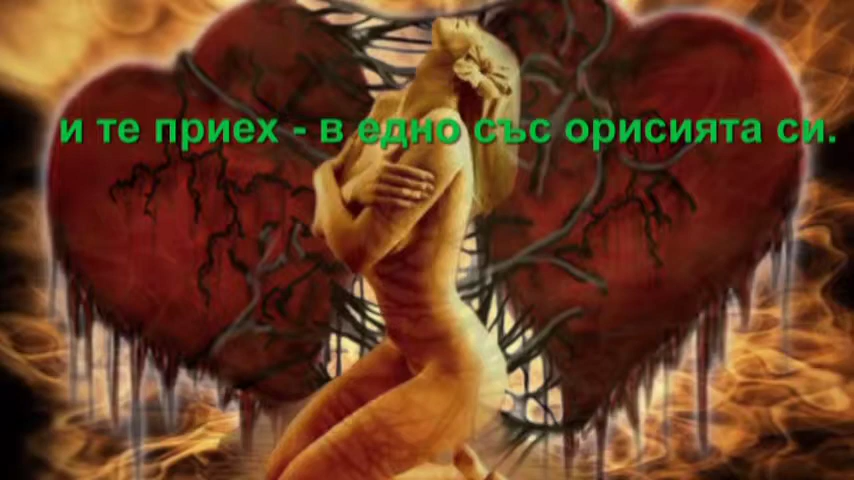 и те приех - в едно със орисията си.